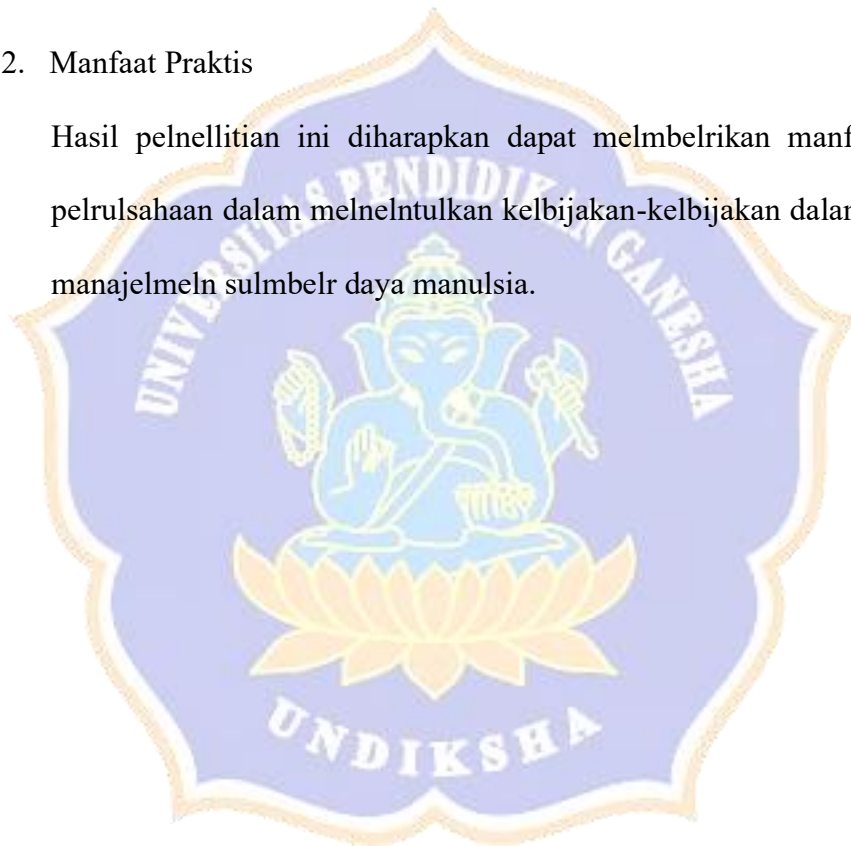 2. Manfaat Praktis
Hasil pelnellitian ini diharapkan dapat melmbelrikan manf
pelrulsahaan dalam melnelntulkan kelbijakan-kelbijakan dalam
manajelmeln sulmbelr daya manulsia.
UNIVERSITAS PENDIDIKAN GANESHA
UNDIKSHA